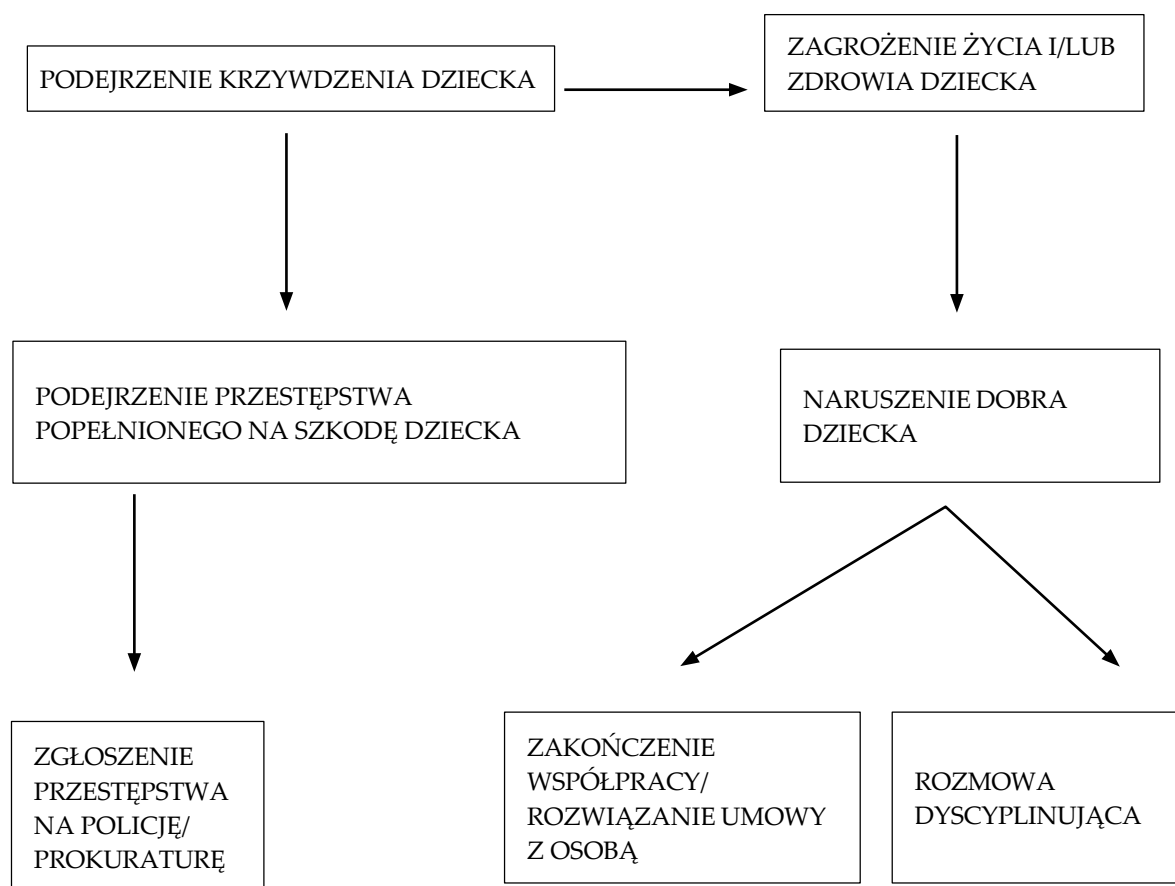 PODEJRZENIE KRZYWDZENIA DZIECKA
ZAGROŻENIE ŻYCIA I/LUB
ZDROWIA DZIECKA
PODEJRZENIE PRZESTĘPSTWA
POPEŁNIONEGO NA SZKODĘ DZIECKA
NARUSZENIE DOBRA
DZIECKA
ZGŁOSZENIE
PRZESTĘPSTWA
NA POLICJĘ/
PROKURATURĘ
ZAKOŃCZENIE
WSPÓŁPRACY/
ROZWIĄZANIE UMOWY
Z OSOBĄ
ROZMOWA
DYSCYPLINUJĄCA